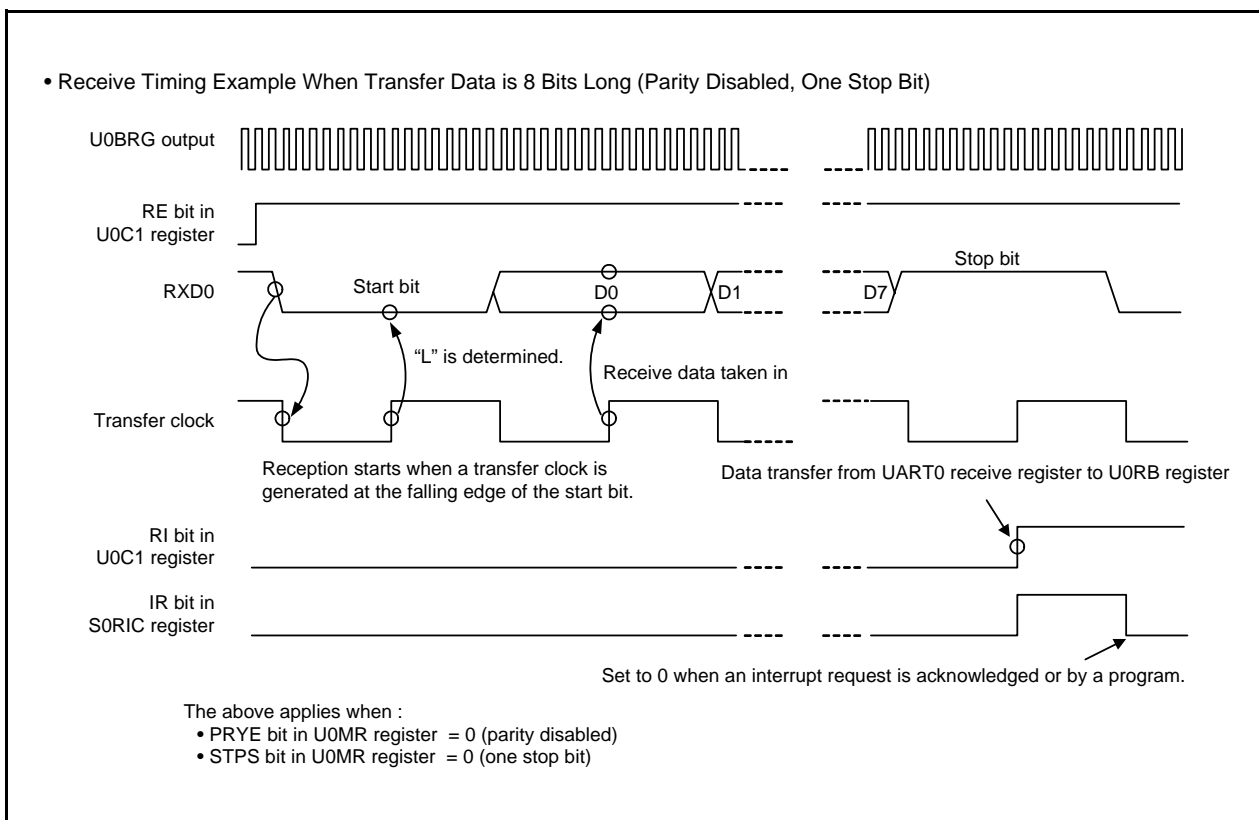 • Receive Timing Example When Transfer Data is 8 Bits Long (Parity Disabled, One Stop Bit)
U0BRG output
RE bit in
U0C1 register
RXD0
Start bit
D0
D1
D7
Stop bit
“L” is determined.
Receive data taken in
Transfer clock
Reception starts when a transfer clock is
generated at the falling edge of the start bit.
Data transfer from UART0 receive register to U0RB register
RI bit in
U0C1 register
IR bit in
S0RIC register
Set to 0 when an interrupt request is acknowledged or by a program.
The above applies when :
• PRYE bit in U0MR register = 0 (parity disabled)
• STPS bit in U0MR register = 0 (one stop bit)